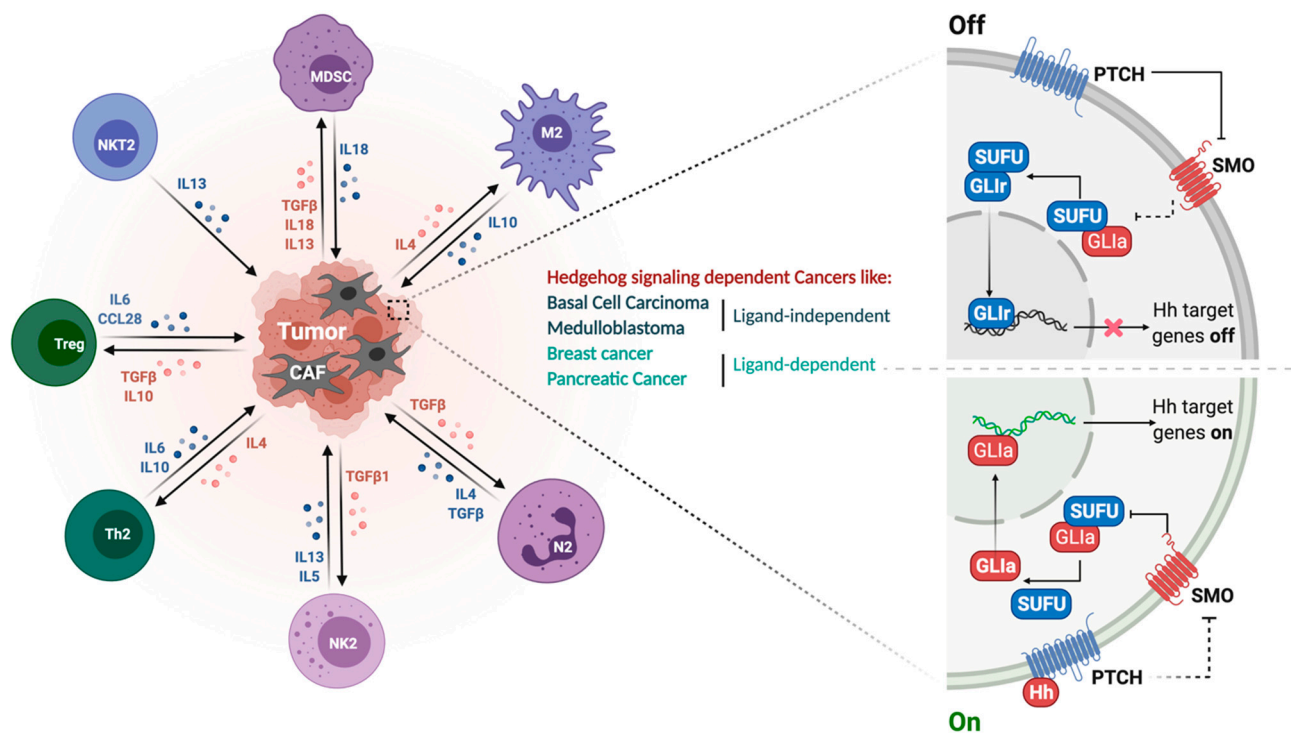 MDSC
NKT2
M2
IL13
TGFβ
IL18
IL13
IL18
IL4
IL10
Treg
IL6
CCL28
TGFβ
IL10
Tumor
CAF
Th2
IL6
IL10
IL4
NK2
IL13
IL5
TGFβ1
N2
TGFβ
IL4
TGFβ
Hedgehog signaling dependent Cancers like:
Basal Cell Carcinoma
Medulloblastoma
Ligand-independent
Breast cancer
Pancreatic Cancer
Ligand-dependent
Off
PTCH
SMO
SUFU
GLIr
SUFU
GLIa
GLIr
Hh target
genes off
Hh target
genes on
GLIa
SUFU
GLIa
GLIa
SUFU
SMO
PTCH
Hh
On